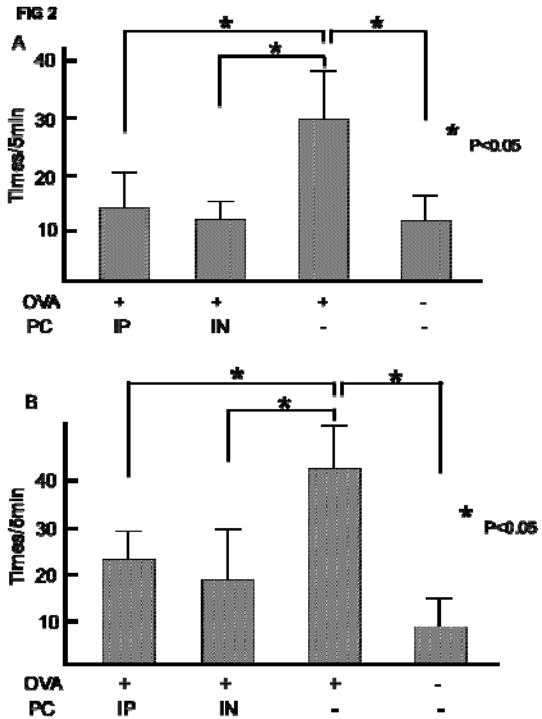 FIG 2
A
*
*
*
40
30
20
10
Times/5min
*
P<0.05
OVA + + + -
PC IP IN - -
B
*
*
*
40
30
20
10
Times/5min
*
P<0.05
OVA + + + -
PC IP IN - -